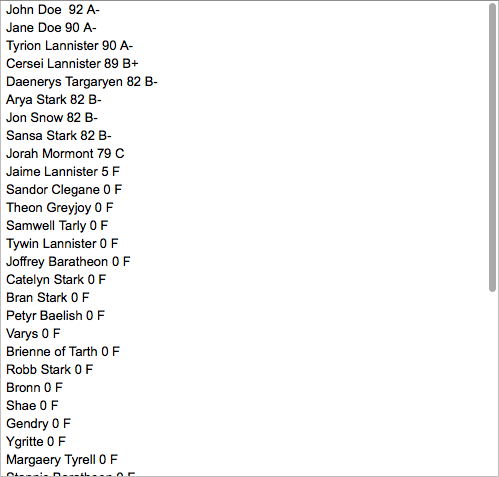 John Doe  92 A-
Jane Doe 90 A-
Tyrion Lannister 90 A-
Cersei Lannister 89 B+
Daenerys Targaryen 82 B-
Arya Stark 82 B-
Jon Snow 82 B-
Sansa Stark 82 B-
Jorah Mormont 79 C
Jaime Lannister 5 F
Sandor Clegane 0 F
Theon Greyjoy 0 F
Samwell Tarly 0 F
Tywin Lannister 0 F
Joffrey Baratheon 0 F
Catelyn Stark 0 F
Bran Stark 0 F
Petyr Baelish 0 F
Varys 0 F
Brienne of Tarth 0 F
Robb Stark 0 F
Bronn 0 F
Shae 0 F
Gendry 0 F
Ygritte 0 F
Margaery Tyrell 0 F
Stannis Baratheon 0 F